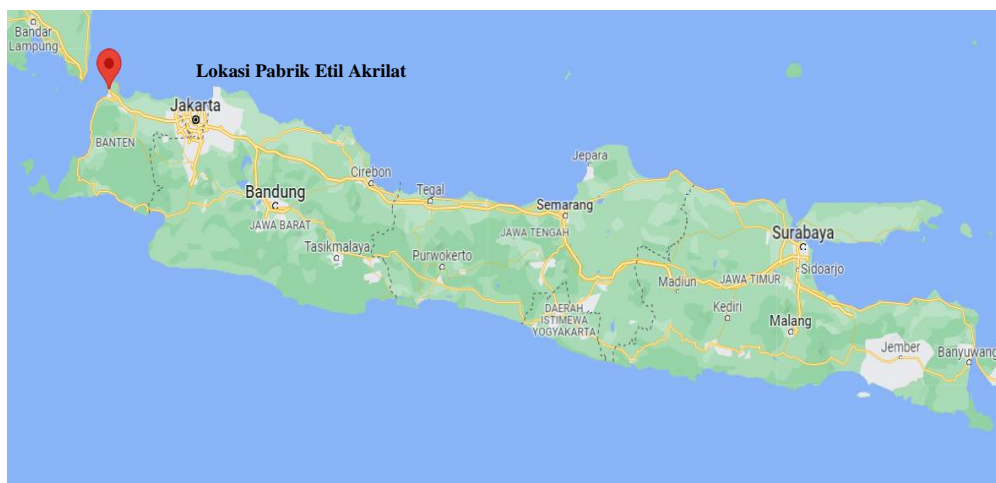 Bandar
Lampung
Lokasi Pabrik Etil Akrilat
Jakarta
BANTEN
Jepara
Cirebon
Bandung
Tegal
Semarang
JAWA BARAT
JAWA TENGAH
Surabaya
Tasikmalaya
Purwokerto
Sidoarjo
Madiun
JAWA TIMUR
DAERAH
ISTIMEWA
YOGYAKARTA
Kediri
Malang
Jember
Banyuwang